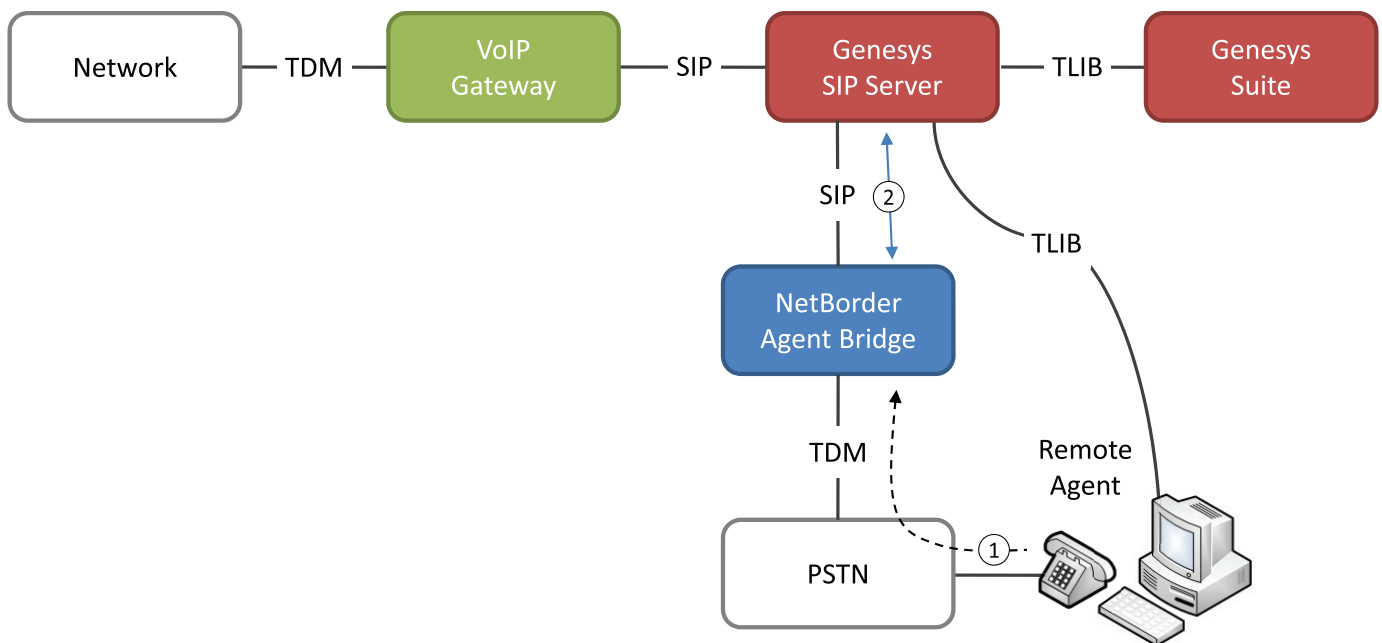 Network
TDM
VoIP
Gateway
SIP
Genesys
SIP Server
TLIB
Genesys
Suite
SIP
2
TLIB
NetBorder
Agent Bridge
TDM
Remote
Agent
1
PSTN